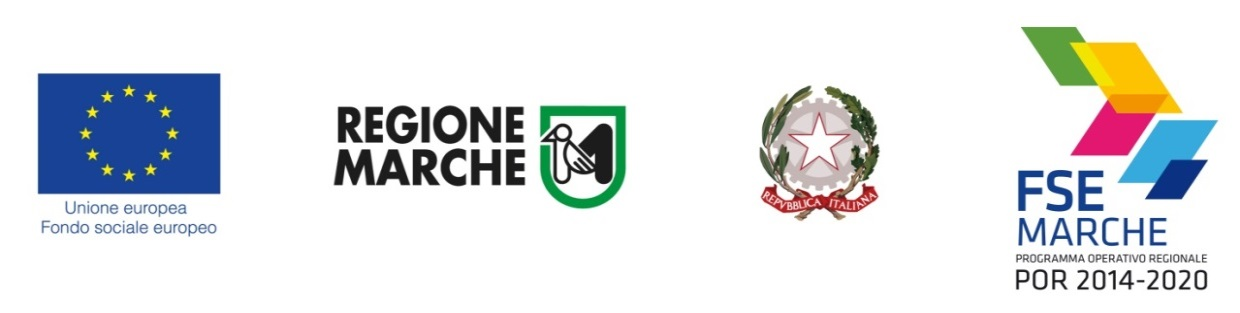 Unione europea
Fondo sociale europeo
REGIONE
MARCHE
REPVBBLICA ITALIANA
FSE
MARCHE
PROGRAMMA OPERATIVO REGIONALE
POR 2014-2020